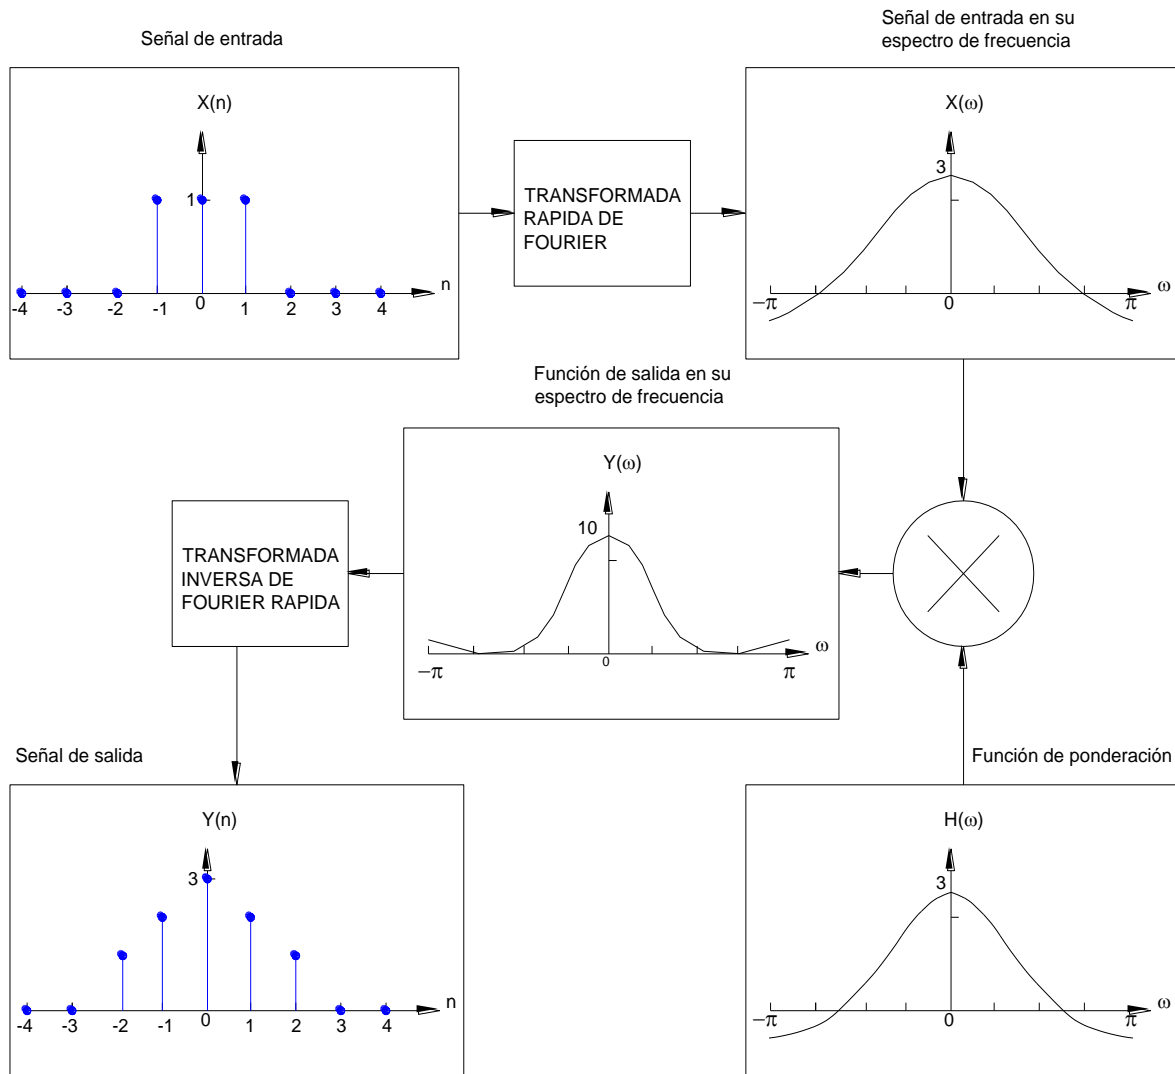 Señal de entrada
X(n)
1
n
-4 -3 -2 -1 0 1 2 3 4
TRANSFORMADA
RAPIDA DE
FOURIER
Señal de entrada en su
espectro de frecuencia
X(ω)
3
−π 0 π ω
Función de salida en su
espectro de frecuencia
Y(ω)
10
−π 0 π ω
TRANSFORMADA
INVERSA DE
FOURIER RAPIDA
Señal de salida
Y(n)
3
n
-4 -3 -2 -1 0 1 2 3 4
Función de ponderación
H(ω)
3
−π 0 π ω